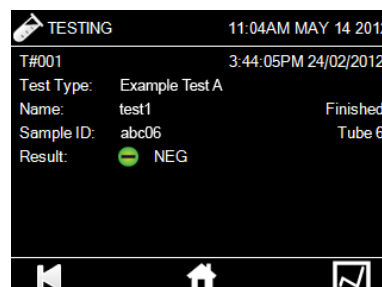 TESTING 11:04AM MAY 14 201
T#001 3:44:05PM 24/02/2012
Test Type: Example Test A
Name: test1 Finished
Sample ID: abc06 Tube 6
Result: NEG